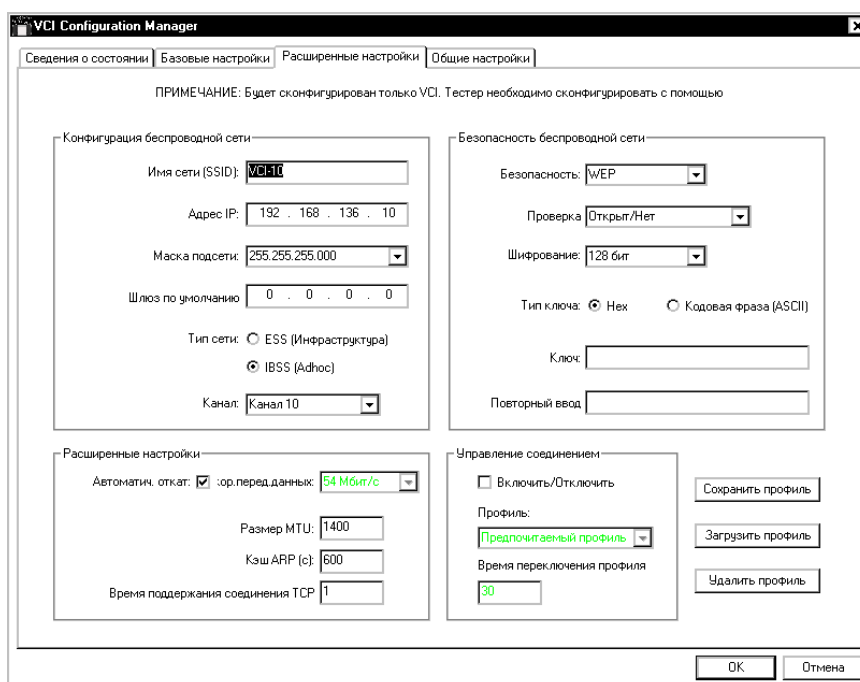 VCI Configuration Manager
Сведения о состоянии Базовые настройки Расширенные настройки Общие настройки
ПРИМЕЧАНИЕ: Будет сконфигурирован только VCI. Тестер необходимо сконфигурировать с помощью
Конфигурация беспроводной сети
Имя сети (SSID): VCI-10
Адрес IP: 192 . 168 . 136 . 10
Маска подсети: 255.255.255.000
Шлюз по умолчанию 0 . 0 . 0 . 0
Тип сети: ESS (Инфраструктура)
IBSS (Adhoc)
Канал: Канал 10
Безопасность беспроводной сети
Безопасность: WEP
Проверка Открыт/Нет
Шифрование: 128 бит
Тип ключа: Hex Кодовая фраза (ASCII)
Ключ:
Повторный ввод
Расширенные настройки
Автоматич. откат: :ор.перед.данных: 54 Мбит/с
Размер MTU: 1400
Кэш ARP (с): 600
Время поддержания соединения TCP 1
Управление соединением
Включить/Отключить
Профиль:
Предпочитаемый профиль
Время переключения профиля
30
Сохранить профиль
Загрузить профиль
Удалить профиль
OK Отмена